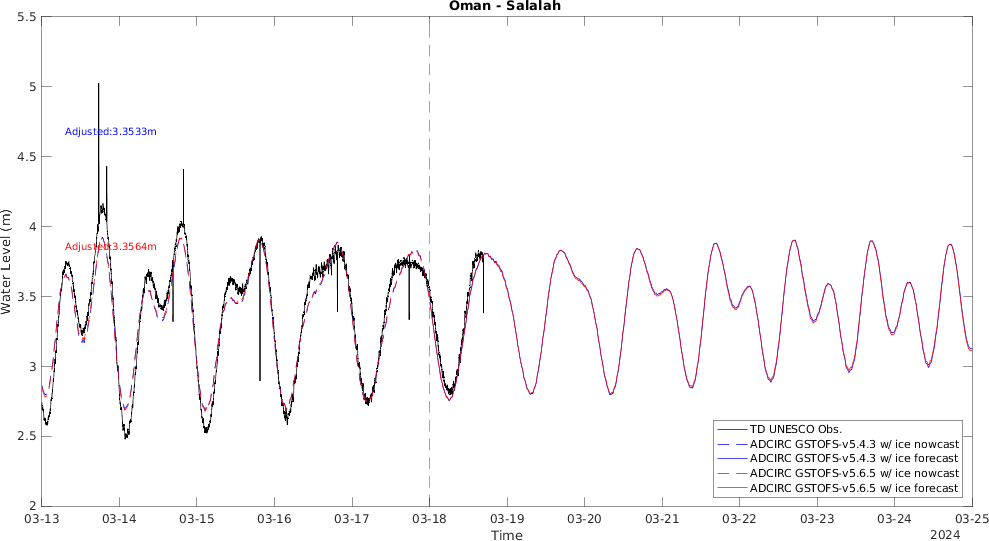 Oman - Salalah
5.5
5
4.5
4
3.5
3
2.5
2
Water Level (m)
Adjusted:3.3533m
Adjusted:3.3564m
TD UNESCO Obs.
ADCIRC GSTOFS-v5.4.3 w/ ice nowcast
ADCIRC GSTOFS-v5.4.3 w/ ice forecast
ADCIRC GSTOFS-v5.6.5 w/ ice nowcast
ADCIRC GSTOFS-v5.6.5 w/ ice forecast
03-13 03-14 03-15 03-16 03-17 03-18 03-19 03-20 03-21 03-22 03-23 03-24 03-25
Time
2024